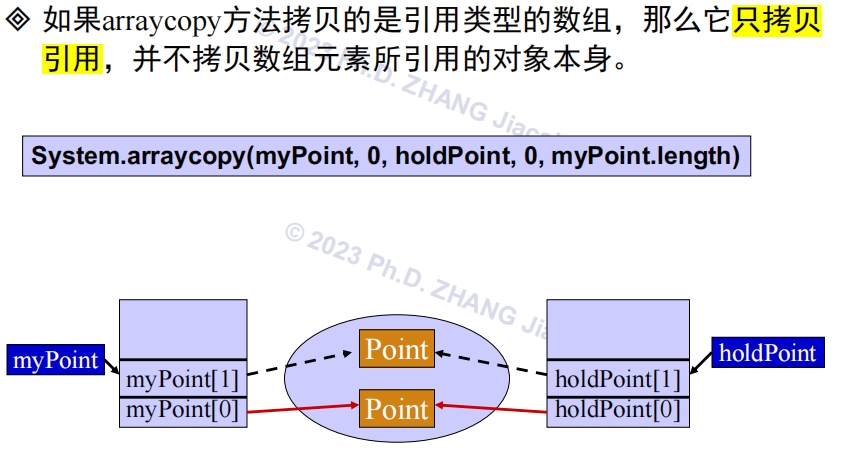 如果arraycopy方法拷贝的是引用类型的数组，那么它只拷贝
引用，并不拷贝数组元素所引用的对象本身。
© 2023 Ph.D. ZHANG
System.arraycopy(myPoint, 0, holdPoint, 0, myPoint.length)
© 2023 Ph.D. ZHANG
Point
myPoint
holdPoint
myPoint[1]
holdPoint[1]
myPoint[0]
Point
holdPoint[0]